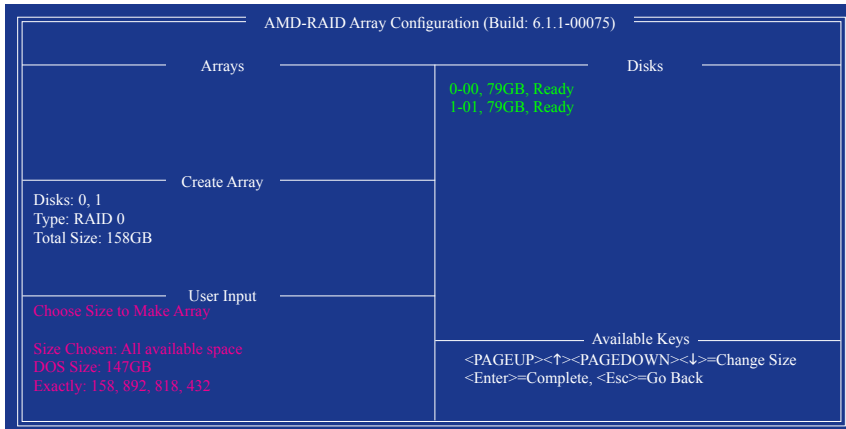 AMD-RAID Array Configuration (Build: 6.1.1-00075)
Arrays
Create Array
Disks: 0, 1
Type: RAID 0
Total Size: 158GB
User Input
Choose Size to Make Array
Size Chosen: All available space
DOS Size: 147GB
Exactly: 158, 892, 818, 432
Disks
0-00, 79GB, Ready
1-01, 79GB, Ready
Available Keys
<PAGEUP><↑><PAGEDOWN><↓>=Change Size
<Enter>=Complete, <Esc>=Go Back